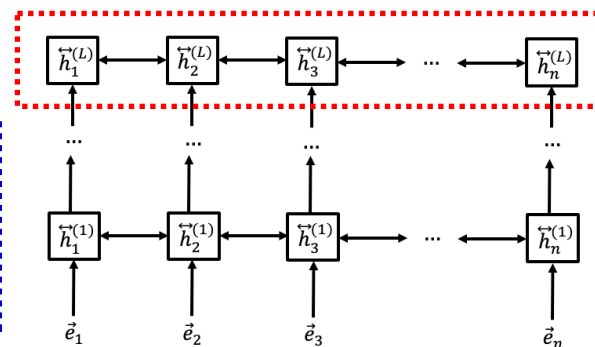 h↔₁⁽ᴸ⁾ h↔₂⁽ᴸ⁾ h↔₃⁽ᴸ⁾ ... h↔ₙ⁽ᴸ⁾
... ... ... ...
h↔₁⁽¹⁾ h↔₂⁽¹⁾ h↔₃⁽¹⁾ ... h↔ₙ⁽¹⁾
e⃗₁ e⃗₂ e⃗₃ e⃗ₙ